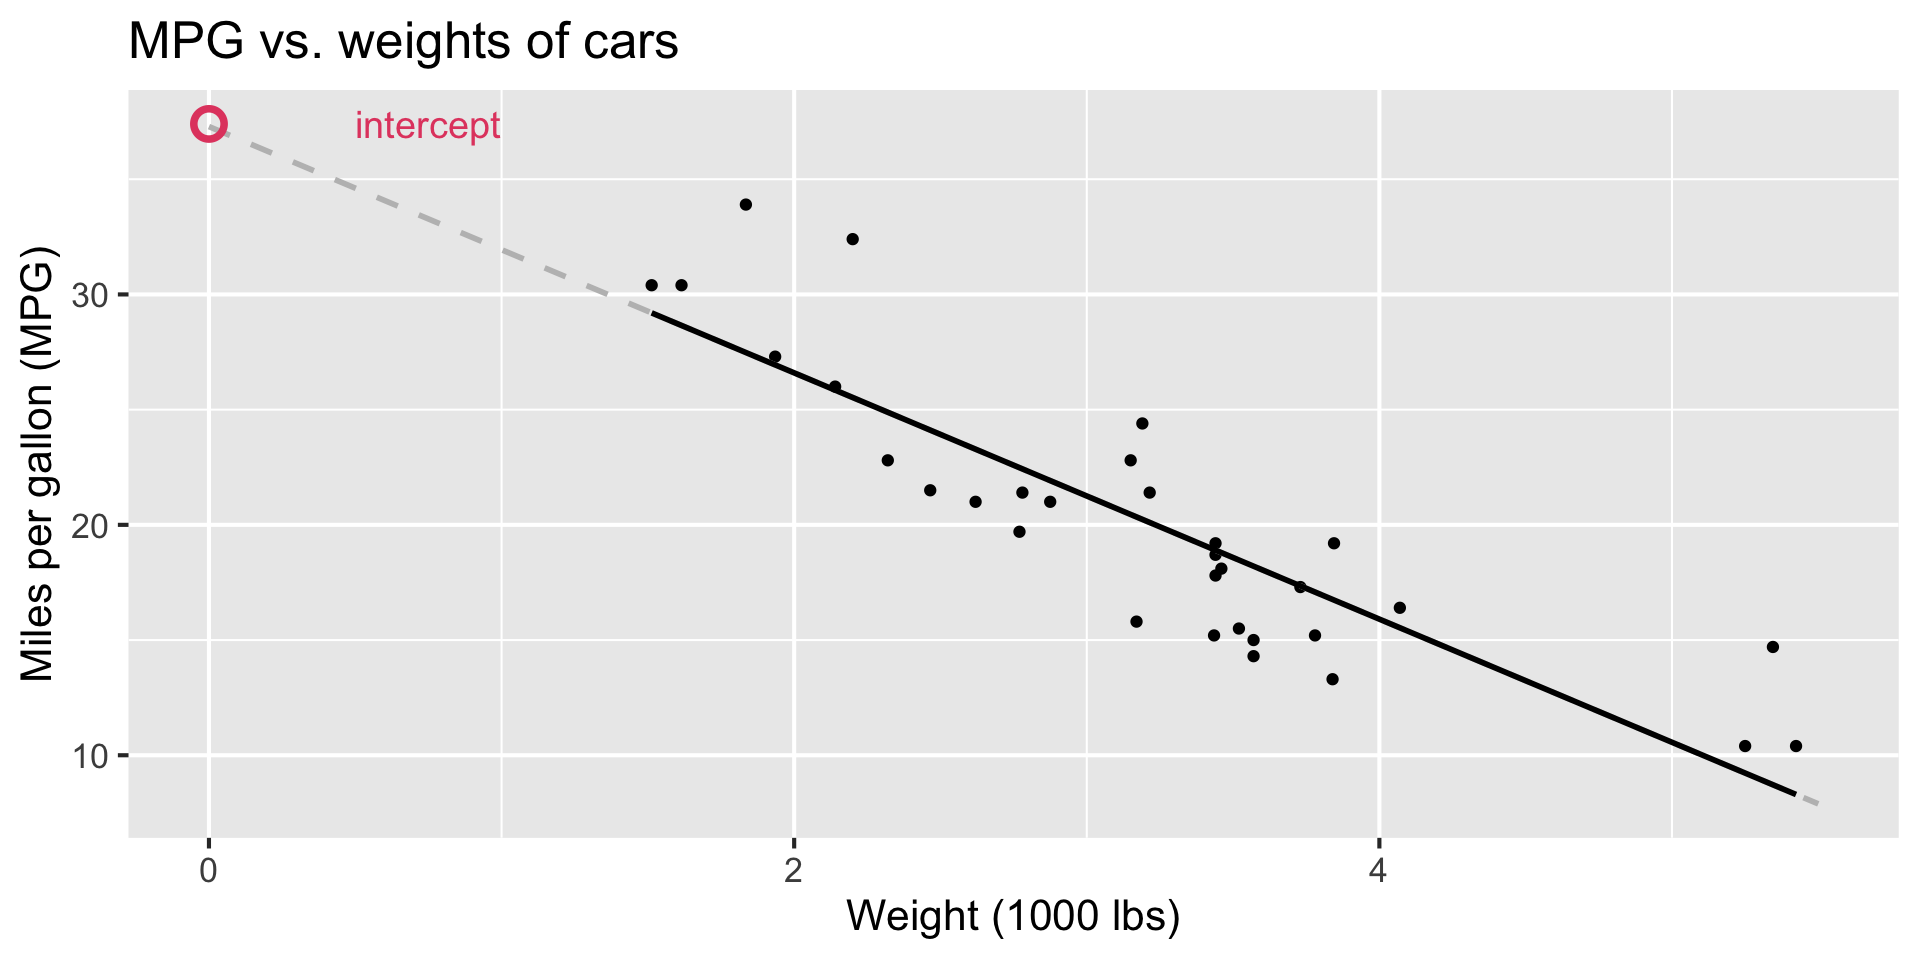 MPG vs. weights of cars
intercept
Miles per gallon (MPG)
30
20
10
0
2
4
Weight (1000 lbs)